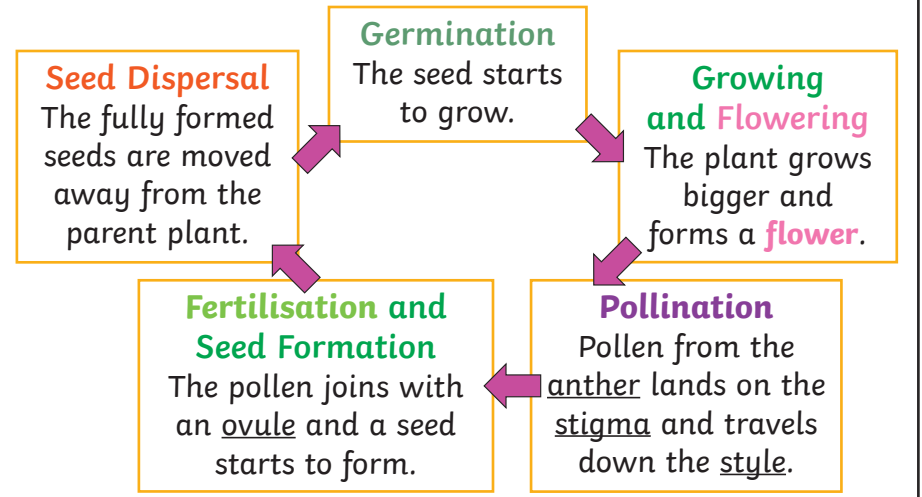 Germination
The seed starts
to grow.
Growing
and Flowering
The plant grows
bigger and
forms a flower.
Pollination
Pollen from the
anther lands on the
stigma and travels
down the style.
Fertilisation and
Seed Formation
The pollen joins with
an ovule and a seed
starts to form.
Seed Dispersal
The fully formed
seeds are moved
away from the
parent plant.